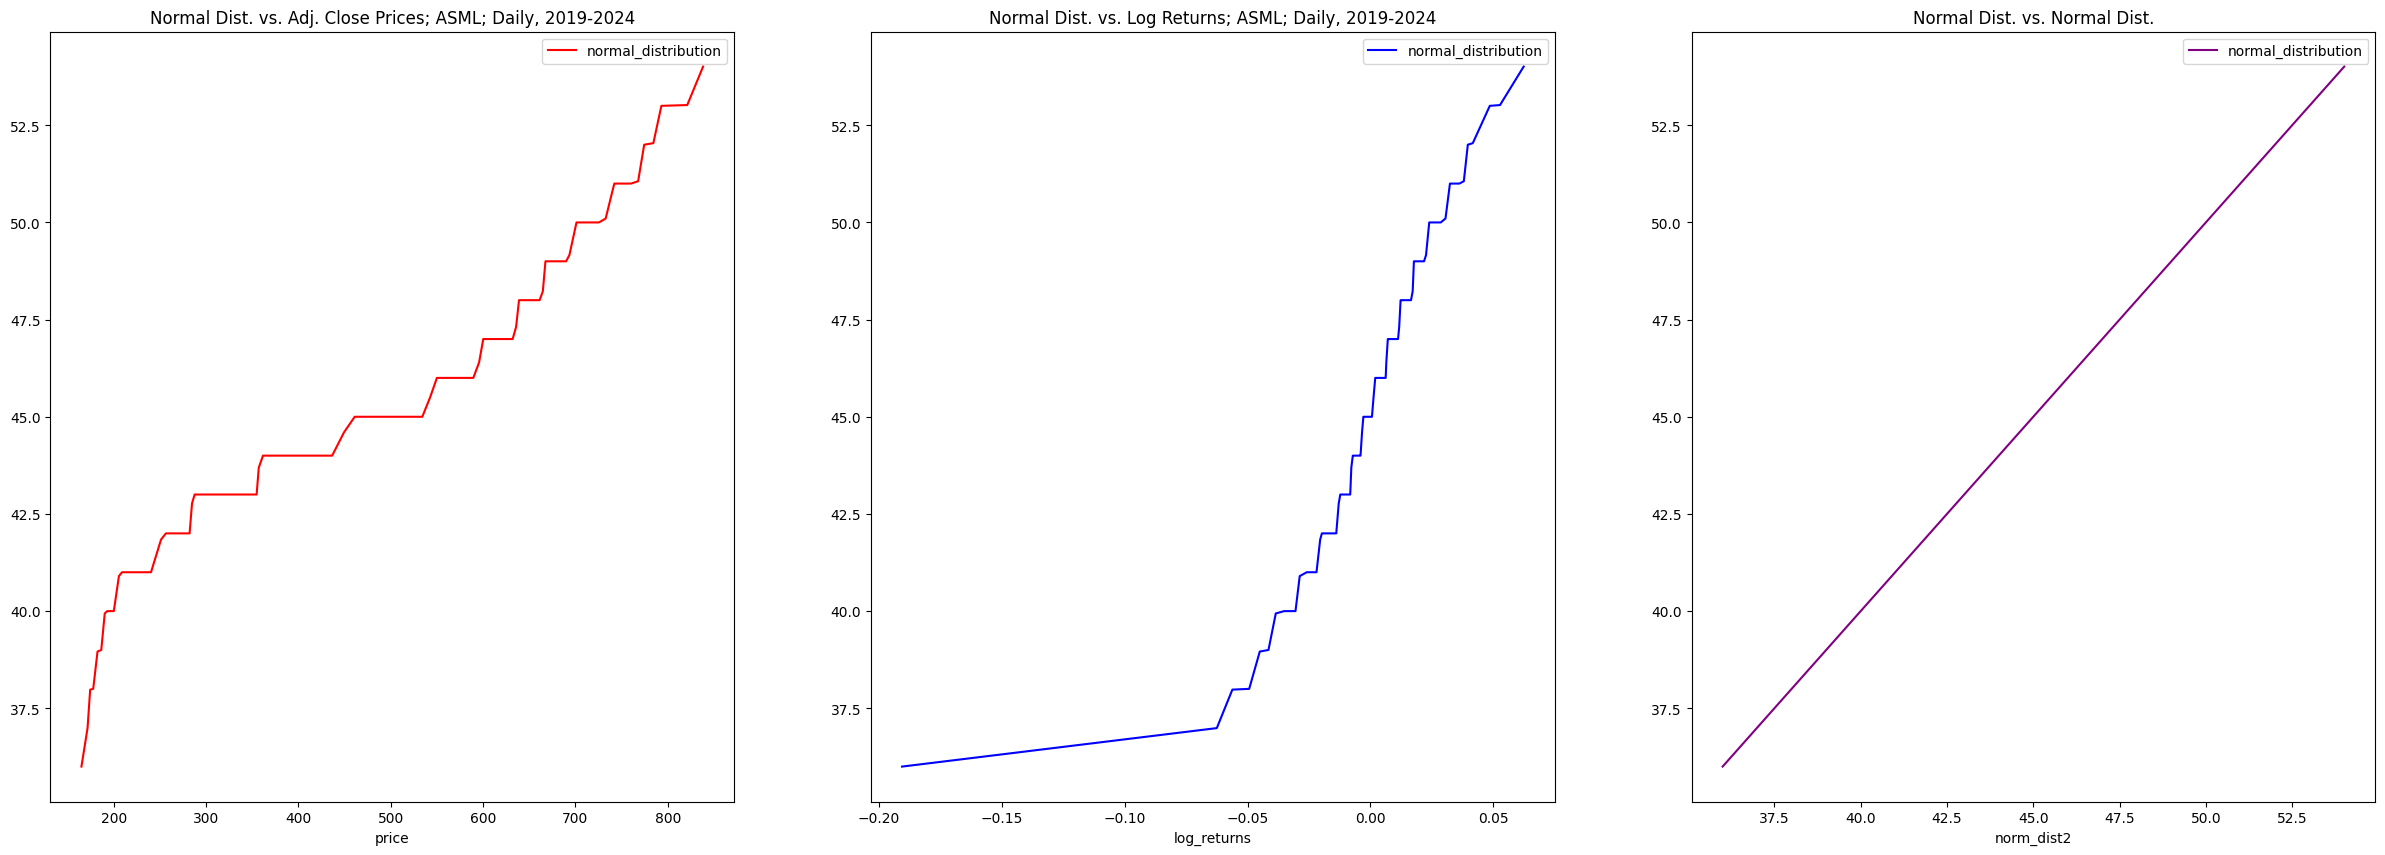 Normal Dist. vs. Adj. Close Prices; ASML; Daily, 2019-2024
normal_distribution
52.5
50.0
47.5
45.0
42.5
40.0
37.5
200 300 400 500 600 700 800
price
Normal Dist. vs. Log Returns; ASML; Daily, 2019-2024
normal_distribution
52.5
50.0
47.5
45.0
42.5
40.0
37.5
−0.20 −0.15 −0.10 −0.05 0.00 0.05
log_returns
Normal Dist. vs. Normal Dist.
normal_distribution
52.5
50.0
47.5
45.0
42.5
40.0
37.5
37.5 40.0 42.5 45.0 47.5 50.0 52.5
norm_dist2